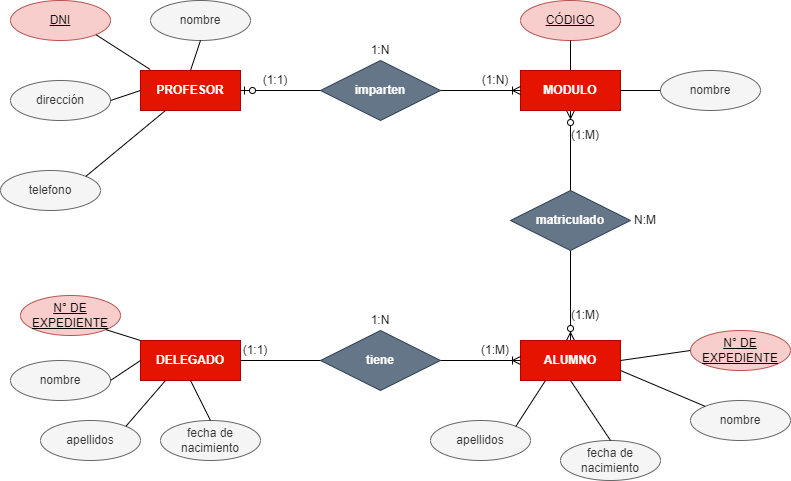 DNI
nombre
CÓDIGO
1:N
(1:1)
(1:N)
PROFESOR
imparten
MODULO
nombre
dirección
(1:M)
telefono
matriculado
N:M
N° DE
EXPEDIENTE
(1:M)
1:N
N° DE
EXPEDIENTE
(1:1)
(1:M)
DELEGADO
tiene
ALUMNO
nombre
nombre
apellidos
fecha de
nacimiento
apellidos
fecha de
nacimiento